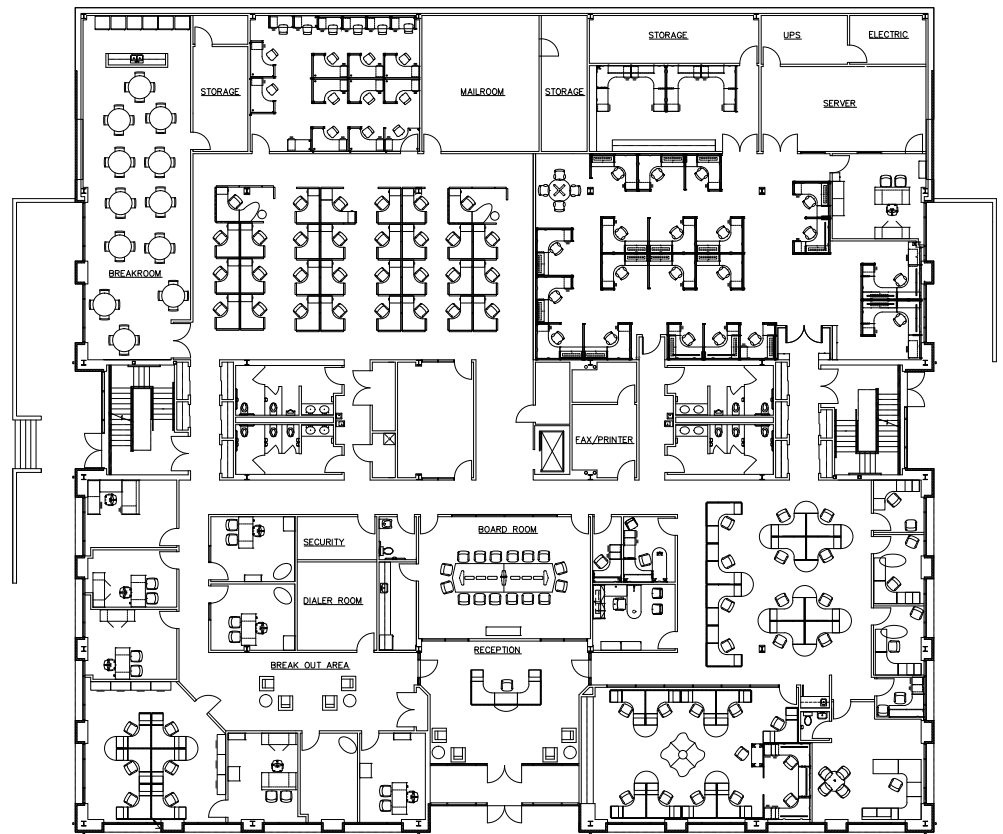 STORAGE
UPS
ELECTRIC
STORAGE
MAILROOM
STORAGE
SERVER
BREAKROOM
FAX/PRINTER
BOARD ROOM
SECURITY
DIALER ROOM
RECEPTION
BREAK OUT AREA